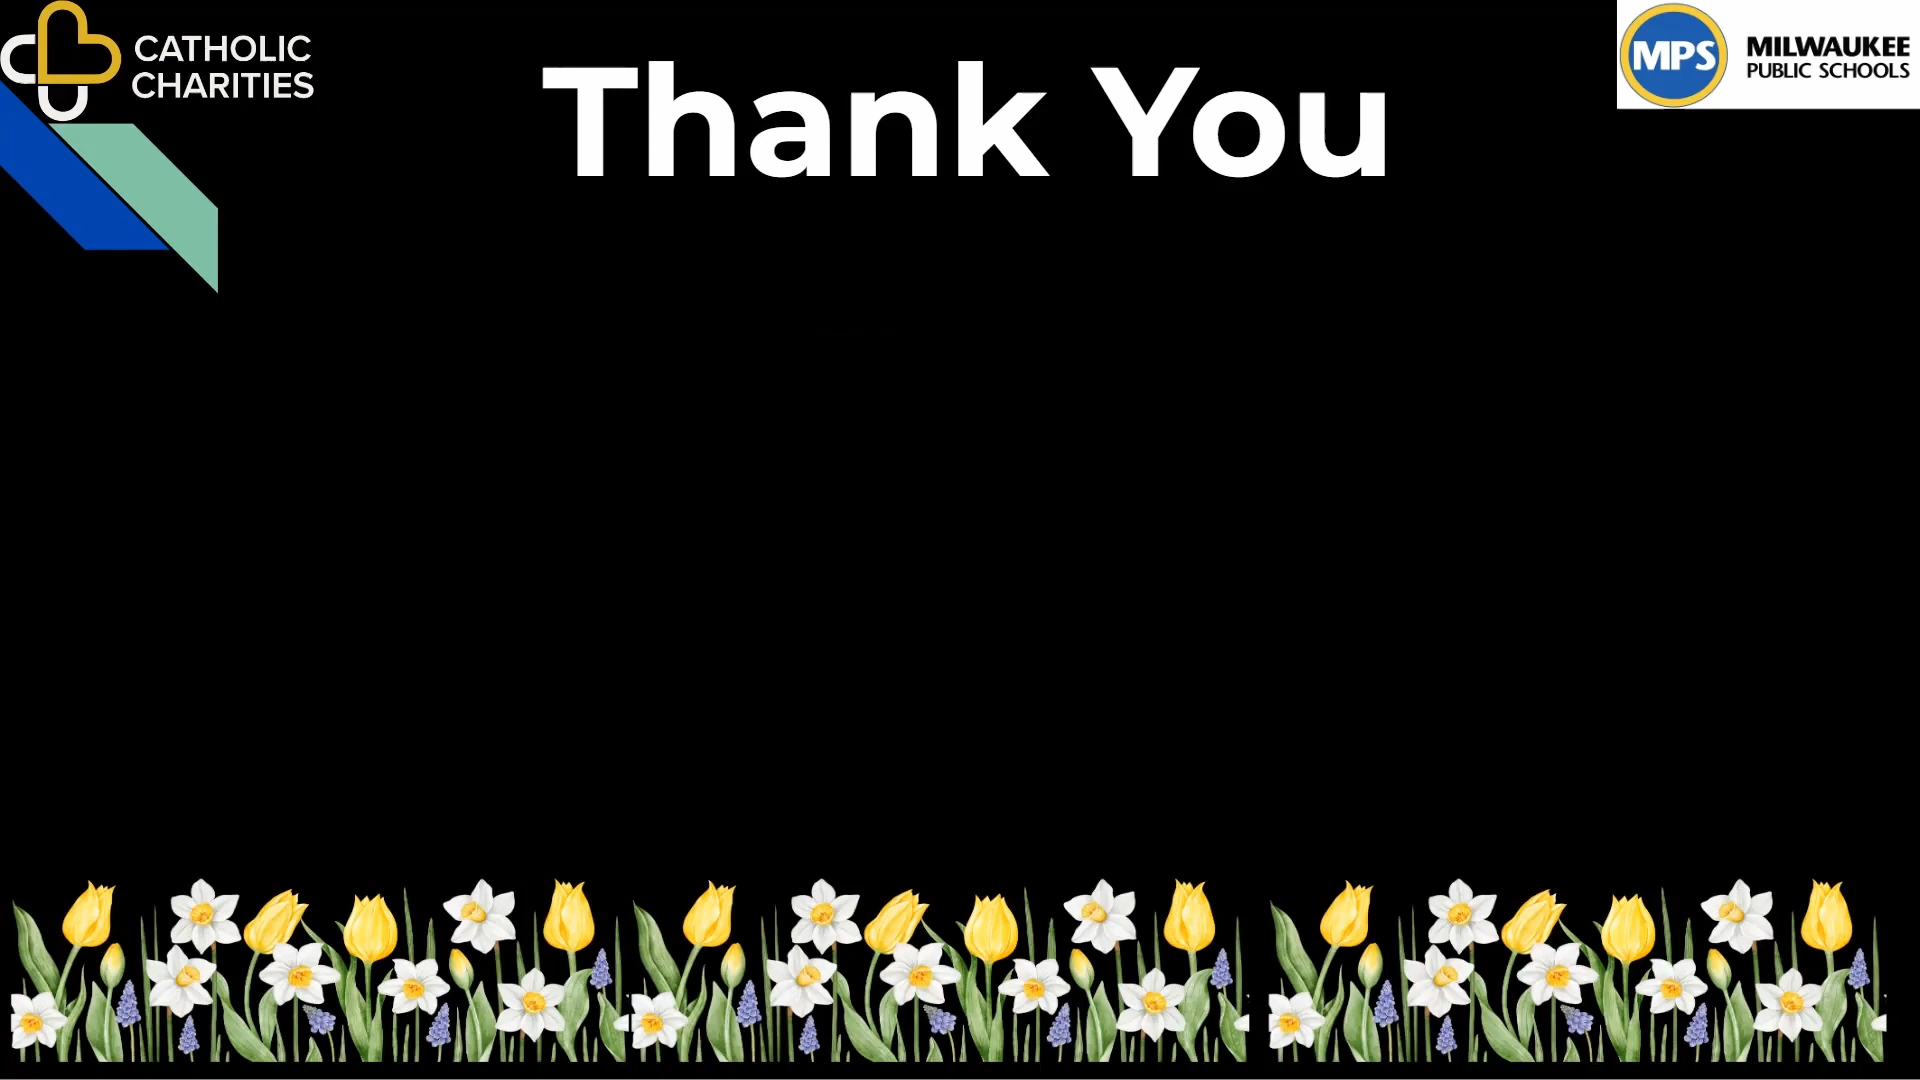 CATHOLIC
CHARITIES
Thank You
MPS
MILWAUKEE
PUBLIC SCHOOLS